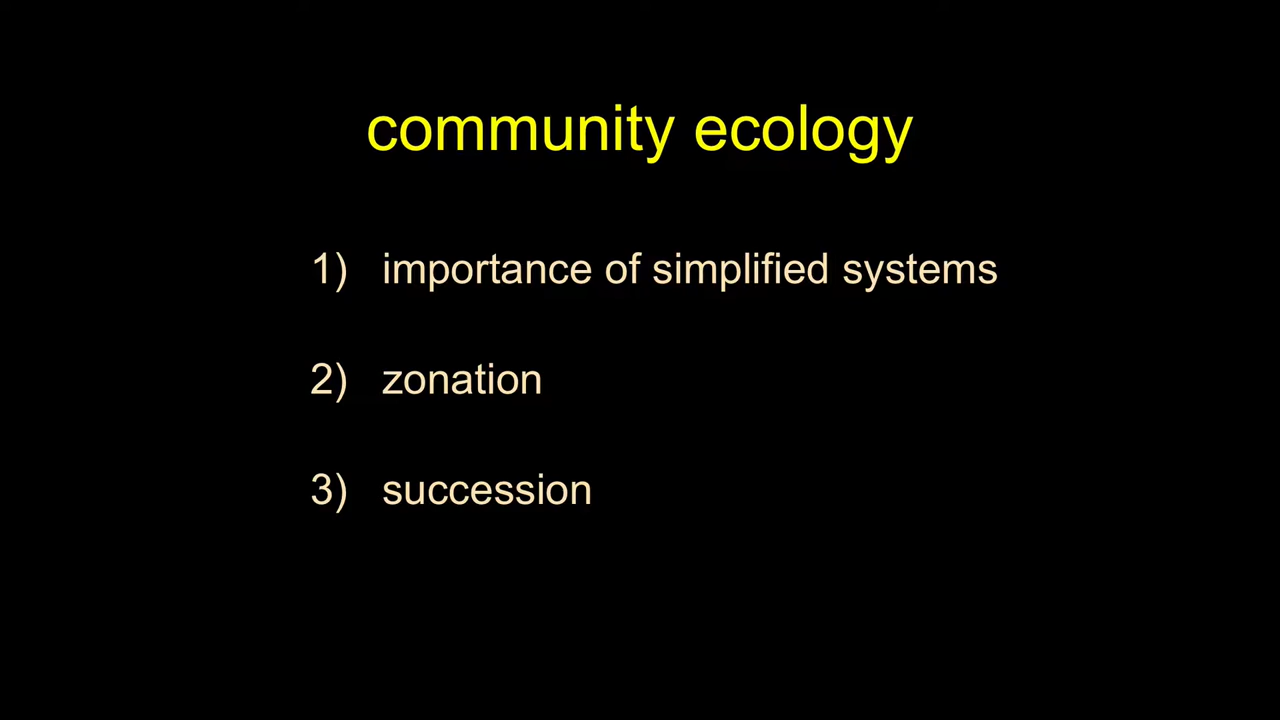 community ecology
1) importance of simplified systems
2) zonation
3) succession